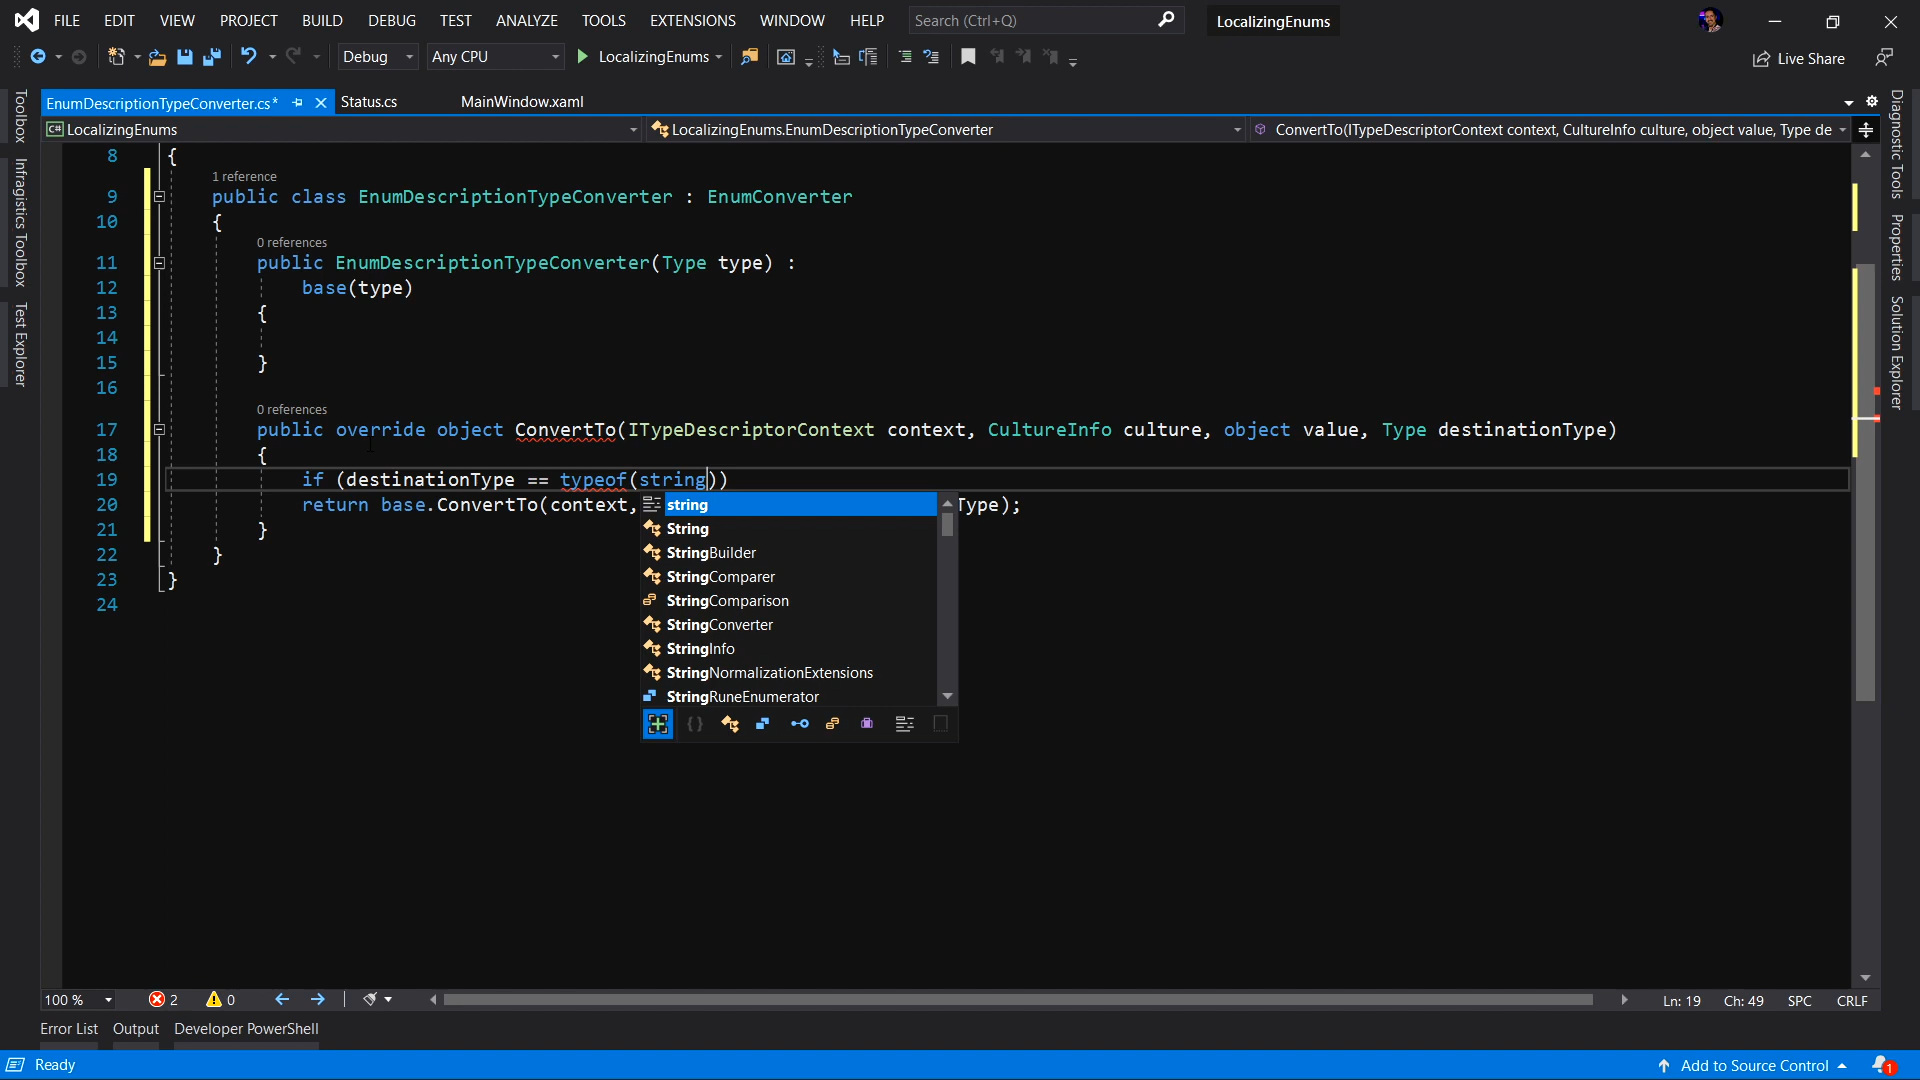 FILE EDIT VIEW PROJECT BUILD DEBUG TEST ANALYZE TOOLS EXTENSIONS WINDOW HELP Search (Ctrl+Q) LocalizingEnums
Debug Any CPU LocalizingEnums Live Share
EnumDescriptionTypeConverter.cs* Status.cs MainWindow.xaml
C# LocalizingEnums LocalizingEnums.EnumDescriptionTypeConverter ConvertTo(ITypeDescriptorContext context, CultureInfo culture, object value, Type de
Toolbox
Infragistics Toolbox
Test Explorer
Diagnostic Tools
Properties
Solution Explorer
8 {
1 reference
9 public class EnumDescriptionTypeConverter : EnumConverter
10 {
0 references
11 public EnumDescriptionTypeConverter(Type type) :
12 base(type)
13 {
14
15 }
16
0 references
17 public override object ConvertTo(ITypeDescriptorContext context, CultureInfo culture, object value, Type destinationType)
18 {
19 if (destinationType == typeof(string))
20 return base.ConvertTo(context, Type);
21 }
22 }
23 }
24
string
String
StringBuilder
StringComparer
StringComparison
StringConverter
StringInfo
StringNormalizationExtensions
StringRuneEnumerator
100 % 2 0 Ln: 19 Ch: 49 SPC CRLF
Error List Output Developer PowerShell
Ready Add to Source Control 1